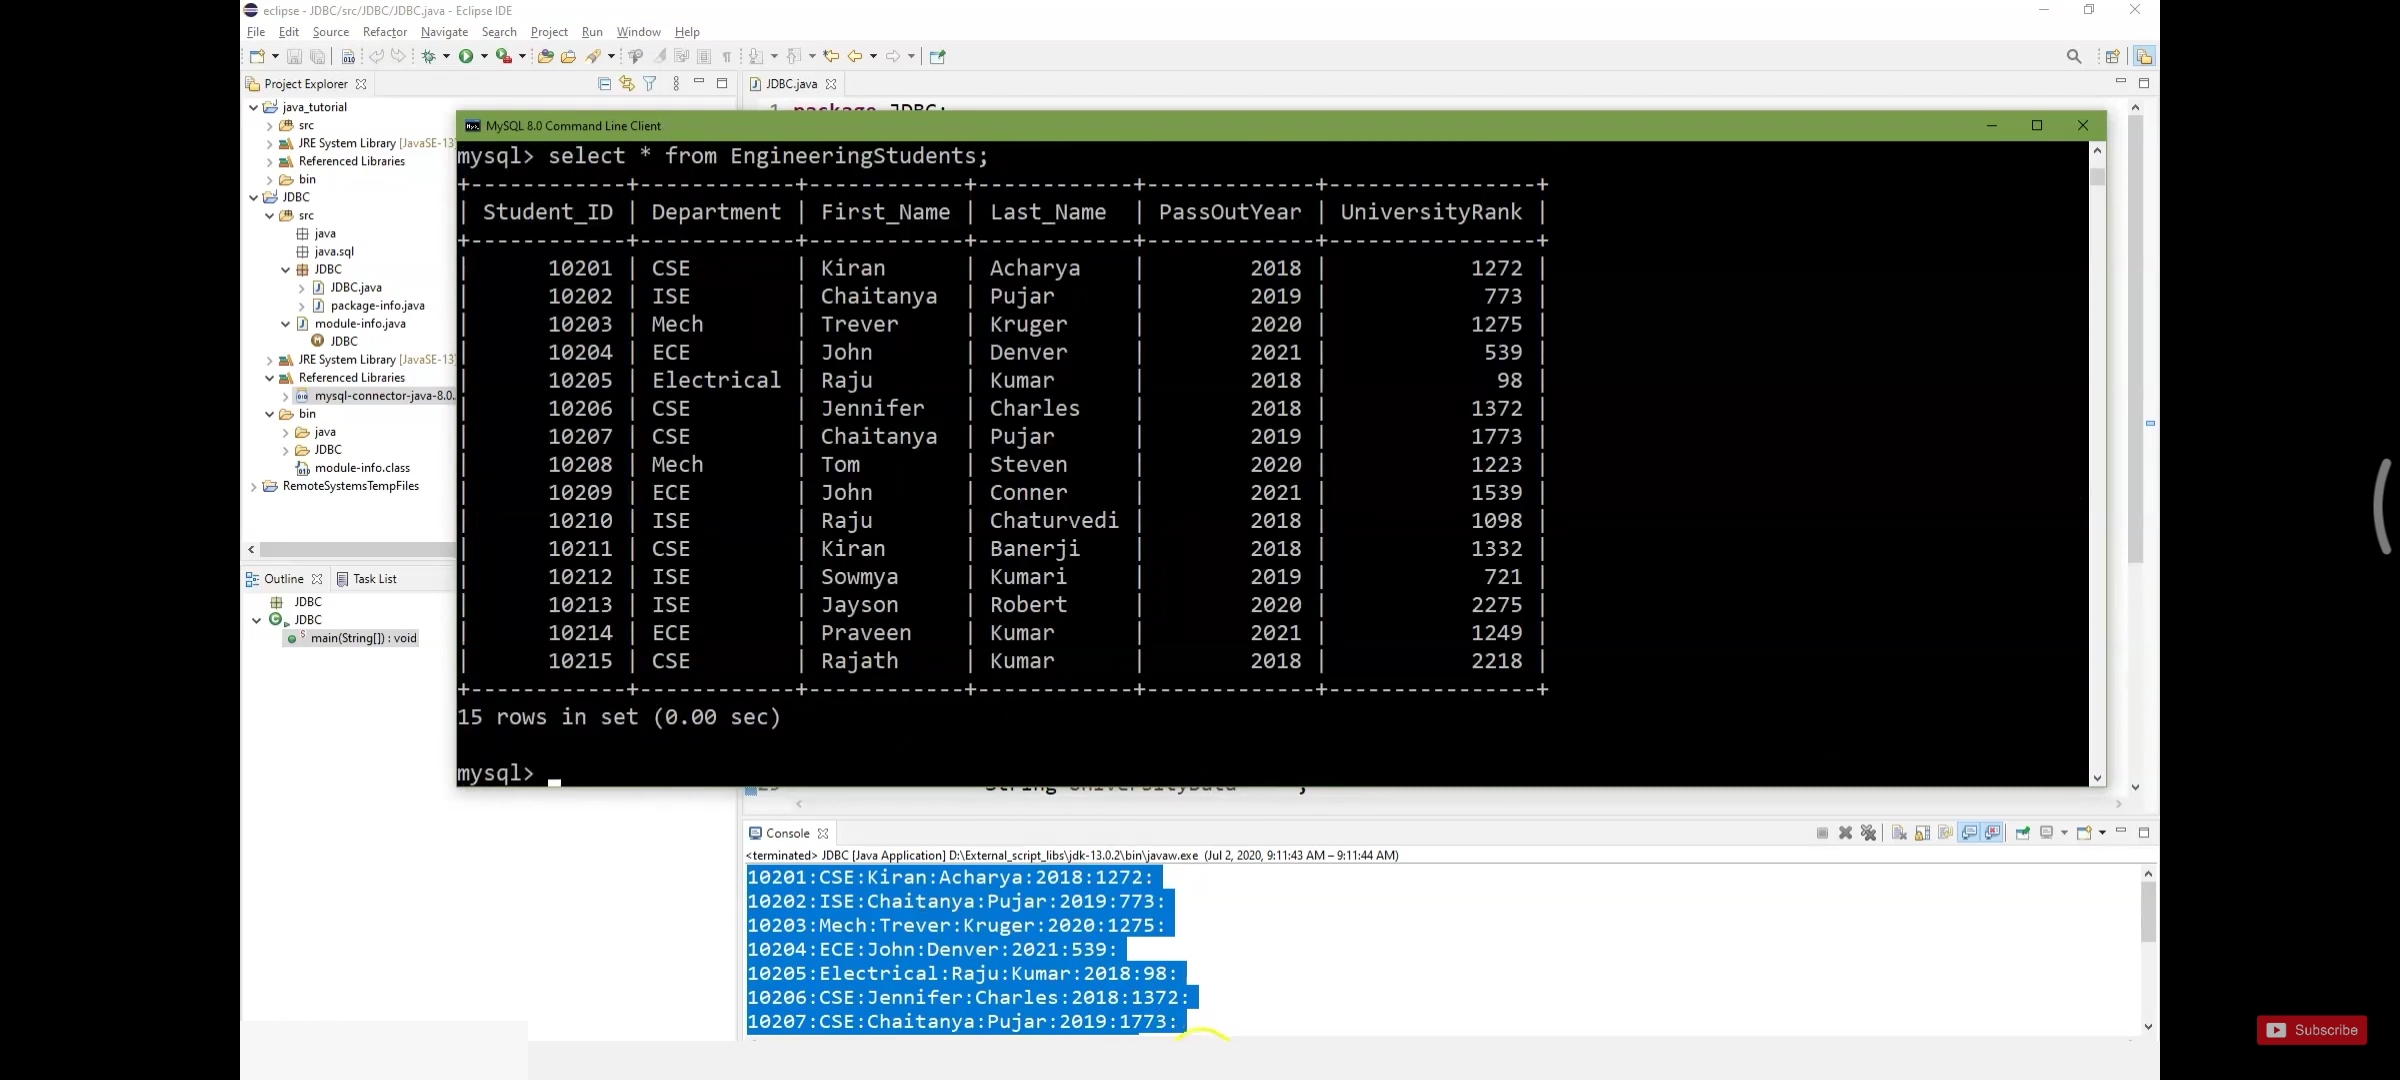 eclipse - JDBC/src/JDBC/JDBC.java - Eclipse IDE
File Edit Source Refactor Navigate Search Project Run Window Help
Project Explorer
JDBC.java
java_tutorial
src
JRE System Library [JavaSE-13
Referenced Libraries
bin
JDBC
src
java
java.sql
JDBC
JDBC.java
package-info.java
module-info.java
JDBC
JRE System Library [JavaSE-13
Referenced Libraries
mysql-connector-java-8.0.
bin
java
JDBC
module-info.class
RemoteSystemsTempFiles
Outline Task List
JDBC
JDBC
main(String[]) : void
1 package JDBC;
MySQL 8.0 Command Line Client
mysql> select * from EngineeringStudents;
+------------+------------+------------+------------+-------------+----------------+
| Student_ID | Department | First_Name | Last_Name | PassOutYear | UniversityRank |
+------------+------------+------------+------------+-------------+----------------+
| 10201 | CSE | Kiran | Acharya | 2018 | 1272 |
| 10202 | ISE | Chaitanya | Pujar | 2019 | 773 |
| 10203 | Mech | Trever | Kruger | 2020 | 1275 |
| 10204 | ECE | John | Denver | 2021 | 539 |
| 10205 | Electrical | Raju | Kumar | 2018 | 98 |
| 10206 | CSE | Jennifer | Charles | 2018 | 1372 |
| 10207 | CSE | Chaitanya | Pujar | 2019 | 1773 |
| 10208 | Mech | Tom | Steven | 2020 | 1223 |
| 10209 | ECE | John | Conner | 2021 | 1539 |
| 10210 | ISE | Raju | Chaturvedi | 2018 | 1098 |
| 10211 | CSE | Kiran | Banerji | 2018 | 1332 |
| 10212 | ISE | Sowmya | Kumari | 2019 | 721 |
| 10213 | ISE | Jayson | Robert | 2020 | 2275 |
| 10214 | ECE | Praveen | Kumar | 2021 | 1249 |
| 10215 | CSE | Rajath | Kumar | 2018 | 2218 |
+------------+------------+------------+------------+-------------+----------------+
15 rows in set (0.00 sec)
mysql>
Console
<terminated> JDBC [Java Application] D:\External_script_libs\jdk-13.0.2\bin\javaw.exe (Jul 2, 2020, 9:11:43 AM – 9:11:44 AM)
10201:CSE:Kiran:Acharya:2018:1272:
10202:ISE:Chaitanya:Pujar:2019:773:
10203:Mech:Trever:Kruger:2020:1275:
10204:ECE:John:Denver:2021:539:
10205:Electrical:Raju:Kumar:2018:98:
10206:CSE:Jennifer:Charles:2018:1372:
10207:CSE:Chaitanya:Pujar:2019:1773:
Subscribe